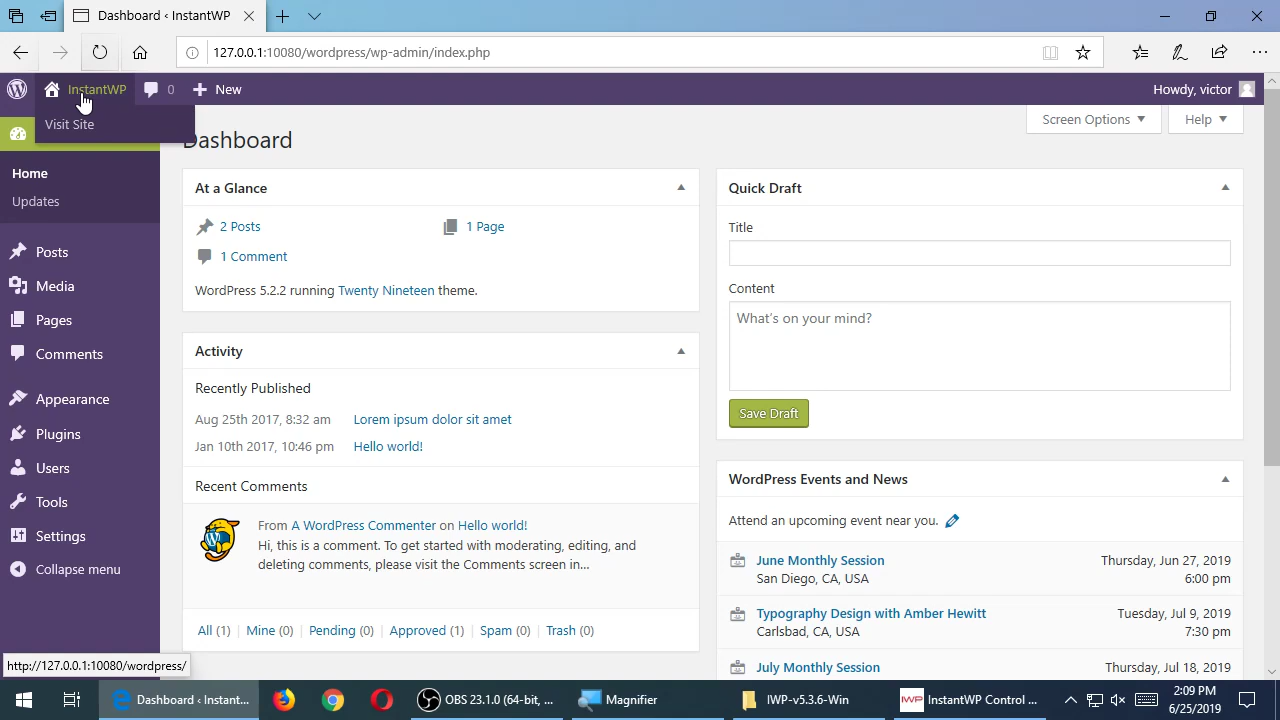 Dashboard ‹ InstantWP
127.0.0.1:10080/wordpress/wp-admin/index.php
InstantWP
0
New
Howdy, victor
Visit Site
Screen Options
Help
Dashboard
Home
Updates
Posts
Media
Pages
Comments
Appearance
Plugins
Users
Tools
Settings
Collapse menu
At a Glance
2 Posts
1 Page
1 Comment
WordPress 5.2.2 running Twenty Nineteen theme.
Activity
Recently Published
Aug 25th 2017, 8:32 am Lorem ipsum dolor sit amet
Jan 10th 2017, 10:46 pm Hello world!
Recent Comments
From A WordPress Commenter on Hello world!
Hi, this is a comment. To get started with moderating, editing, and
deleting comments, please visit the Comments screen in...
All (1) | Mine (0) | Pending (0) | Approved (1) | Spam (0) | Trash (0)
Quick Draft
Title
Content
What's on your mind?
Save Draft
WordPress Events and News
Attend an upcoming event near you.
June Monthly Session Thursday, Jun 27, 2019
San Diego, CA, USA 6:00 pm
Typography Design with Amber Hewitt Tuesday, Jul 9, 2019
Carlsbad, CA, USA 7:30 pm
July Monthly Session Thursday, Jul 18, 2019
http://127.0.0.1:10080/wordpress/
Dashboard ‹ Instant...
OBS 23.1.0 (64-bit, ...
Magnifier
IWP-v5.3.6-Win
IWP
InstantWP Control ...
2:09 PM
6/25/2019